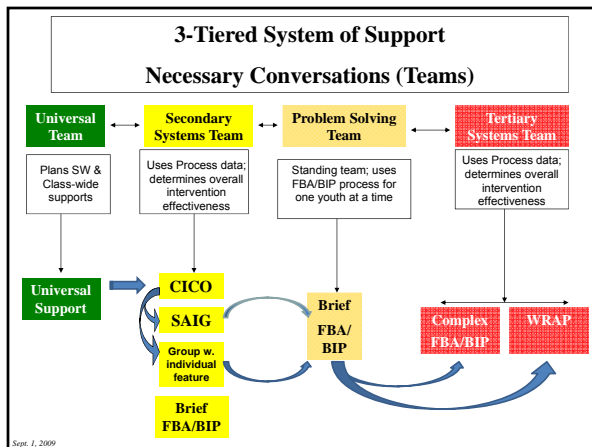 3-Tiered System of Support
Necessary Conversations (Teams)
Universal
Team
Secondary
Systems Team
Problem Solving
Team
Tertiary
Systems Team
Plans SW &
Class-wide
supports
Uses Process data;
determines overall
intervention
effectiveness
Standing team; uses
FBA/BIP process for
one youth at a time
Uses Process data;
determines overall
intervention
effectiveness
Universal
Support
CICO
SAIG
Group w.
individual
feature
Brief
FBA/BIP
Brief
FBA/
BIP
Complex
FBA/BIP
WRAP
Sept. 1, 2009